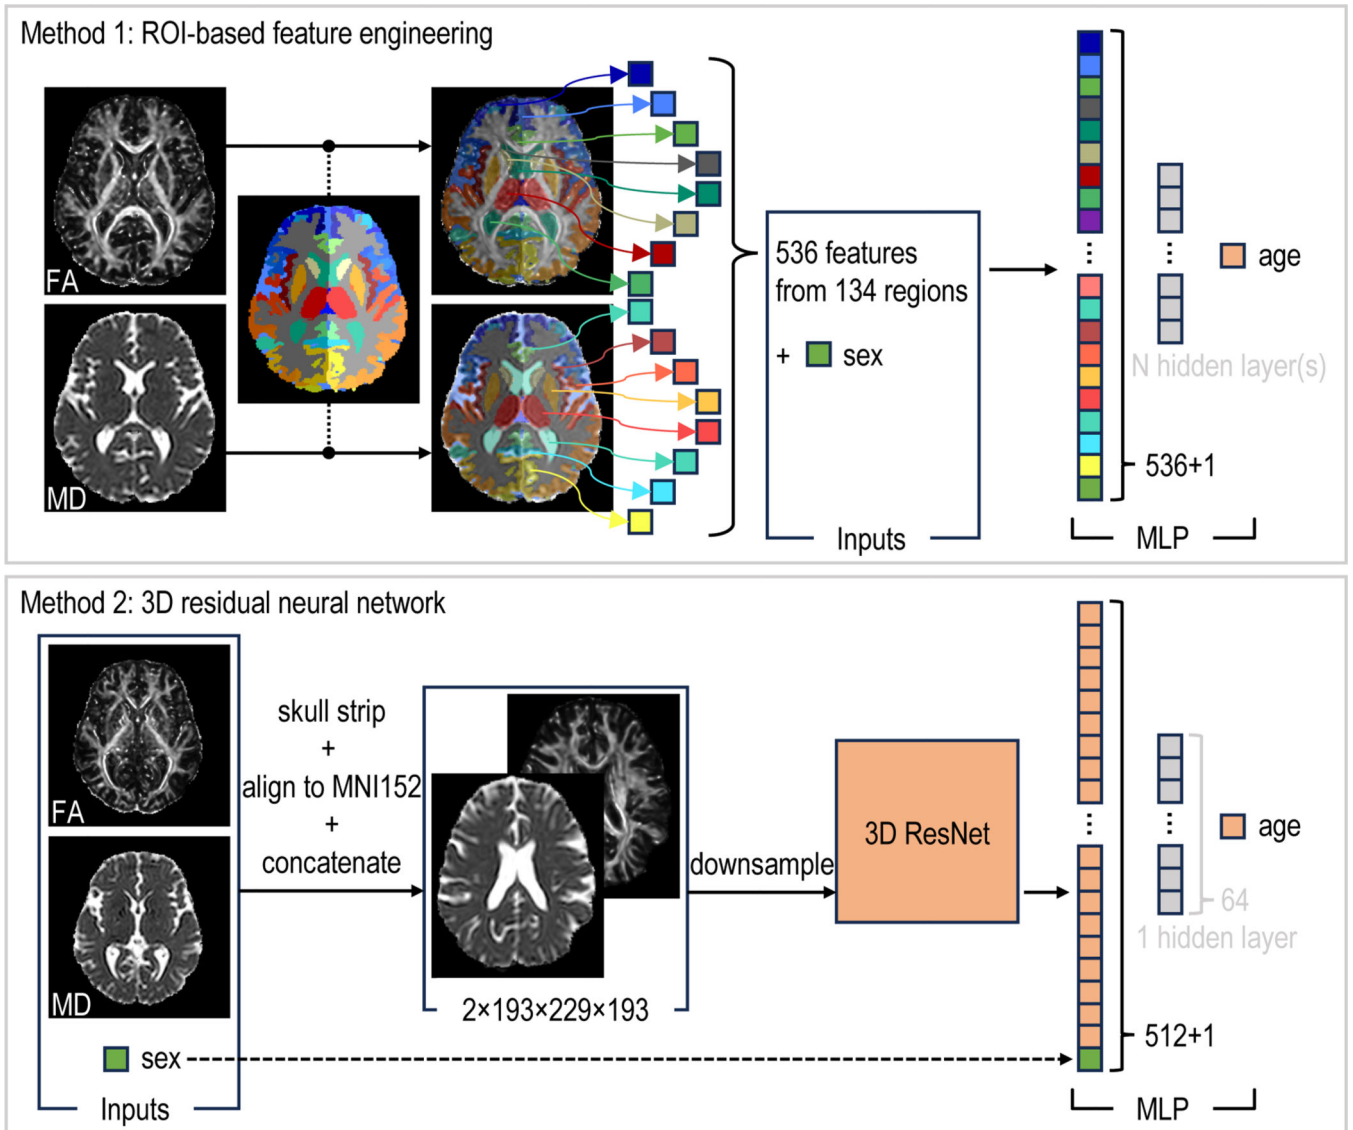 Method 1: ROI-based feature engineering
FA
MD
536 features
from 134 regions
+ sex
Inputs
N hidden layer(s)
age
536+1
MLP
Method 2: 3D residual neural network
FA
MD
sex
Inputs
skull strip
+
align to MNI152
+
concatenate
2×193×229×193
downsample
3D ResNet
64
1 hidden layer
age
512+1
MLP